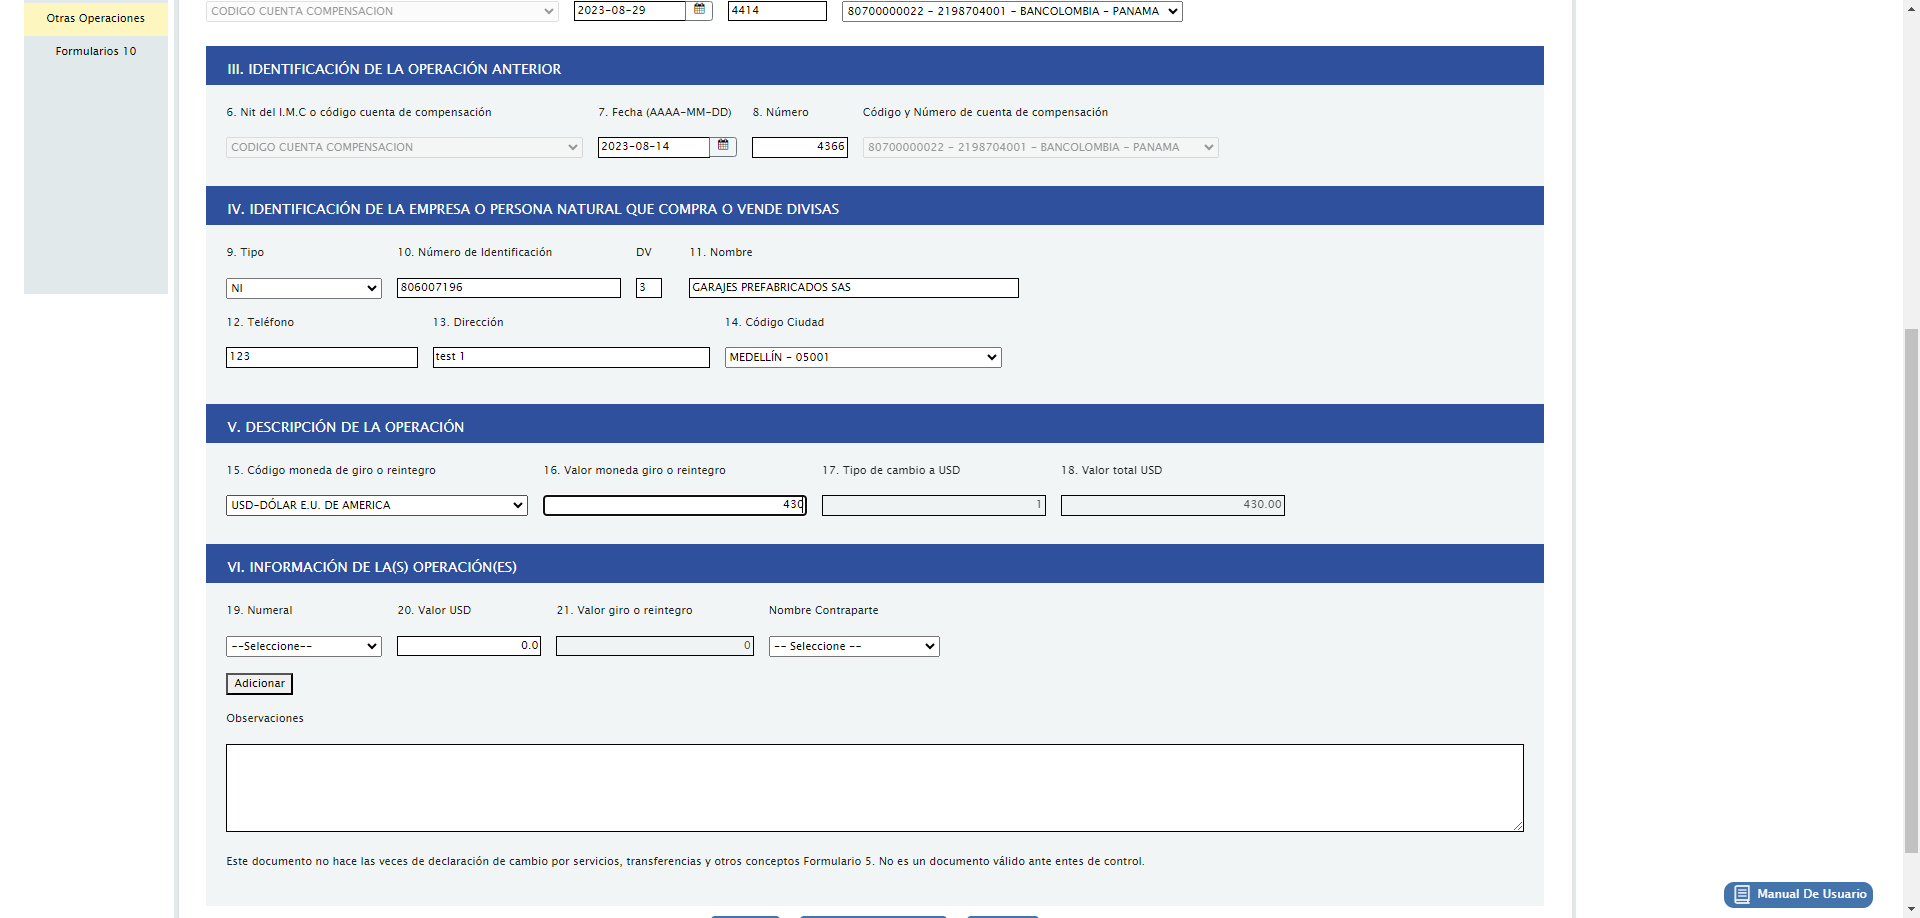 Otras Operaciones
Formularios 10
CODIGO CUENTA COMPENSACION 2023-08-29 4414 80700000022 - 2198704001 - BANCOLOMBIA - PANAMA
III. IDENTIFICACIÓN DE LA OPERACIÓN ANTERIOR
6. Nit del I.M.C o código cuenta de compensación 7. Fecha (AAAA-MM-DD) 8. Número Código y Número de cuenta de compensación
CODIGO CUENTA COMPENSACION 2023-08-14 4366 80700000022 - 2198704001 - BANCOLOMBIA - PANAMA
IV. IDENTIFICACIÓN DE LA EMPRESA O PERSONA NATURAL QUE COMPRA O VENDE DIVISAS
9. Tipo 10. Número de Identificación DV 11. Nombre
NI 806007196 3 GARAJES PREFABRICADOS SAS
12. Teléfono 13. Dirección 14. Código Ciudad
123 test 1 MEDELLÍN - 05001
V. DESCRIPCIÓN DE LA OPERACIÓN
15. Código moneda de giro o reintegro 16. Valor moneda giro o reintegro 17. Tipo de cambio a USD 18. Valor total USD
USD-DÓLAR E.U. DE AMERICA 430 1 430.00
VI. INFORMACIÓN DE LA(S) OPERACIÓN(ES)
19. Numeral 20. Valor USD 21. Valor giro o reintegro Nombre Contraparte
--Seleccione-- 0.0 0 -- Seleccione --
Adicionar
Observaciones
Este documento no hace las veces de declaración de cambio por servicios, transferencias y otros conceptos Formulario 5. No es un documento válido ante entes de control.
Manual De Usuario